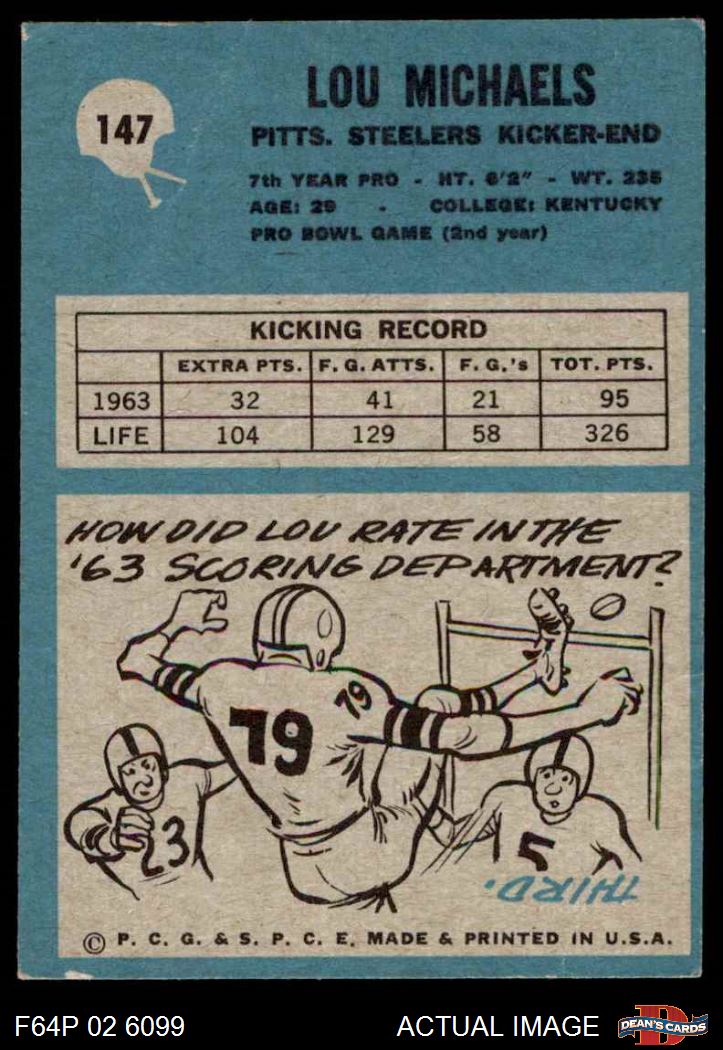 147
LOU MICHAELS
PITTS. STEELERS KICKER-END
7th YEAR PRO - HT. 6'2" - WT. 235
AGE: 29 - COLLEGE: KENTUCKY
PRO BOWL GAME (2nd year)
KICKING RECORD
EXTRA PTS. F.G. ATTS. F.G.'s TOT. PTS.
1963 32 41 21 95
LIFE 104 129 58 326
HOW DID LOU RATE IN THE
'63 SCORING DEPARTMENT?
79
79
23
5
THIRD.
© P. C. G. & S. P. C. E. MADE & PRINTED IN U.S.A.
F64P 02 6099
ACTUAL IMAGE
D
DEAN'S CARDS